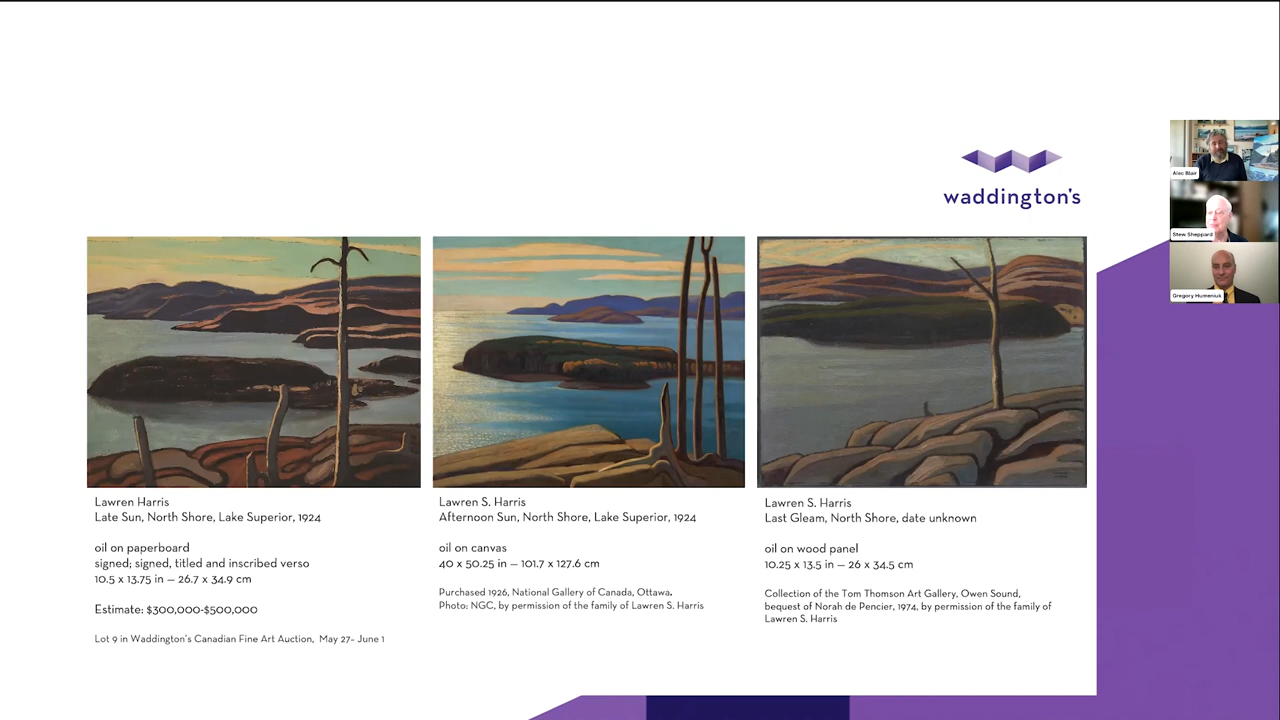 waddington's
Alec Blair
Stew Sheppard
Gregory Humeniuk
Lawren Harris
Late Sun, North Shore, Lake Superior, 1924
oil on paperboard
signed; signed, titled and inscribed verso
10.5 x 13.75 in – 26.7 x 34.9 cm
Estimate: $300,000-$500,000
Lot 9 in Waddington's Canadian Fine Art Auction, May 27– June 1
Lawren S. Harris
Afternoon Sun, North Shore, Lake Superior, 1924
oil on canvas
40 x 50.25 in – 101.7 x 127.6 cm
Purchased 1926, National Gallery of Canada, Ottawa.
Photo: NGC, by permission of the family of Lawren S. Harris
Lawren S. Harris
Last Gleam, North Shore, date unknown
oil on wood panel
10.25 x 13.5 in – 26 x 34.5 cm
Collection of the Tom Thomson Art Gallery, Owen Sound,
bequest of Norah de Pencier, 1974, by permission of the family of
Lawren S. Harris